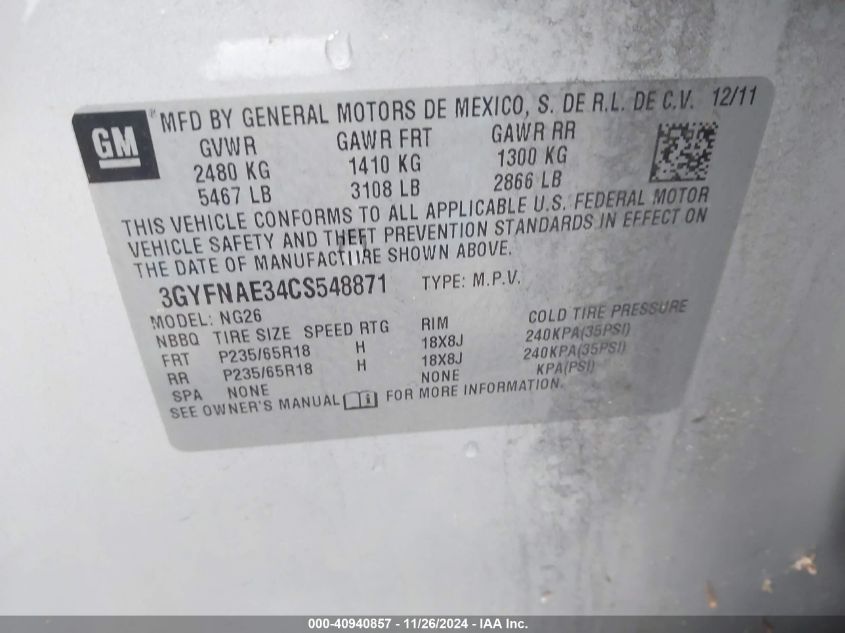 GM
® MFD BY GENERAL MOTORS DE MEXICO, S. DE R.L. DE C.V. 12/11
GVWR GAWR FRT GAWR RR
2480 KG 1410 KG 1300 KG
5467 LB 3108 LB 2866 LB
THIS VEHICLE CONFORMS TO ALL APPLICABLE U.S. FEDERAL MOTOR
VEHICLE SAFETY AND THEFT PREVENTION STANDARDS IN EFFECT ON
THE DATE OF MANUFACTURE SHOWN ABOVE.
3GYFNAE34CS548871 TYPE: M.P.V.
MODEL: NG26
NBBQ TIRE SIZE SPEED RTG RIM COLD TIRE PRESSURE
FRT P235/65R18 H 18X8J 240KPA(35PSI)
RR P235/65R18 H 18X8J 240KPA(35PSI)
SPA NONE NONE KPA(PSI)
SEE OWNER'S MANUAL FOR MORE INFORMATION.
000-40940857 - 11/26/2024 - IAA Inc.